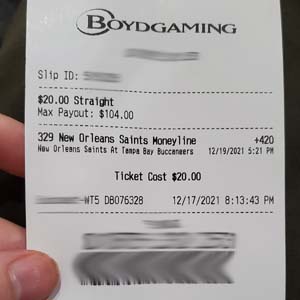 BOYDGAMING
Slip ID:
$20.00 Straight
Max Payout: $104.00
329 New Orleans Saints Moneyline +420
New Orleans Saints At Tampa Bay Buccaneers 12/19/2021 5:21 PM
Ticket Cost $20.00
-WT5 DB076328 12/17/2021 8:13:43 PM